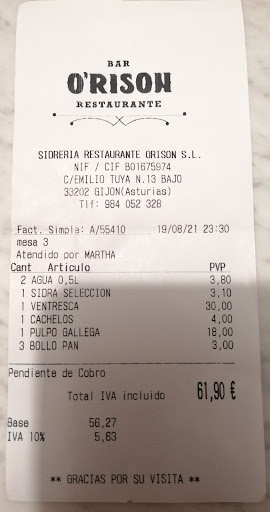 BAR
O'RISON
RESTAURANTE
SIDRERIA RESTAURANTE ORISON S.L.
NIF / CIF B01675974
C/EMILIO TUYA N.13 BAJO
33202 GIJON(Asturias)
Tlf: 984 052 328
Fact. Simple: A/55410 19/08/21 23:30
mesa 3
Atendido por MARTHA
Cant Articulo PVP
2 AGUA 0,5L 3,80
1 SIDRA SELECCION 3,10
1 VENTRESCA 30,00
1 CACHELOS 4,00
1 PULPO GALLEGA 18,00
3 BOLLO PAN 3,00
Pendiente de Cobro
Total IVA incluido 61,90 €
Base 56,27
IVA 10% 5,63
** GRACIAS POR SU VISITA **